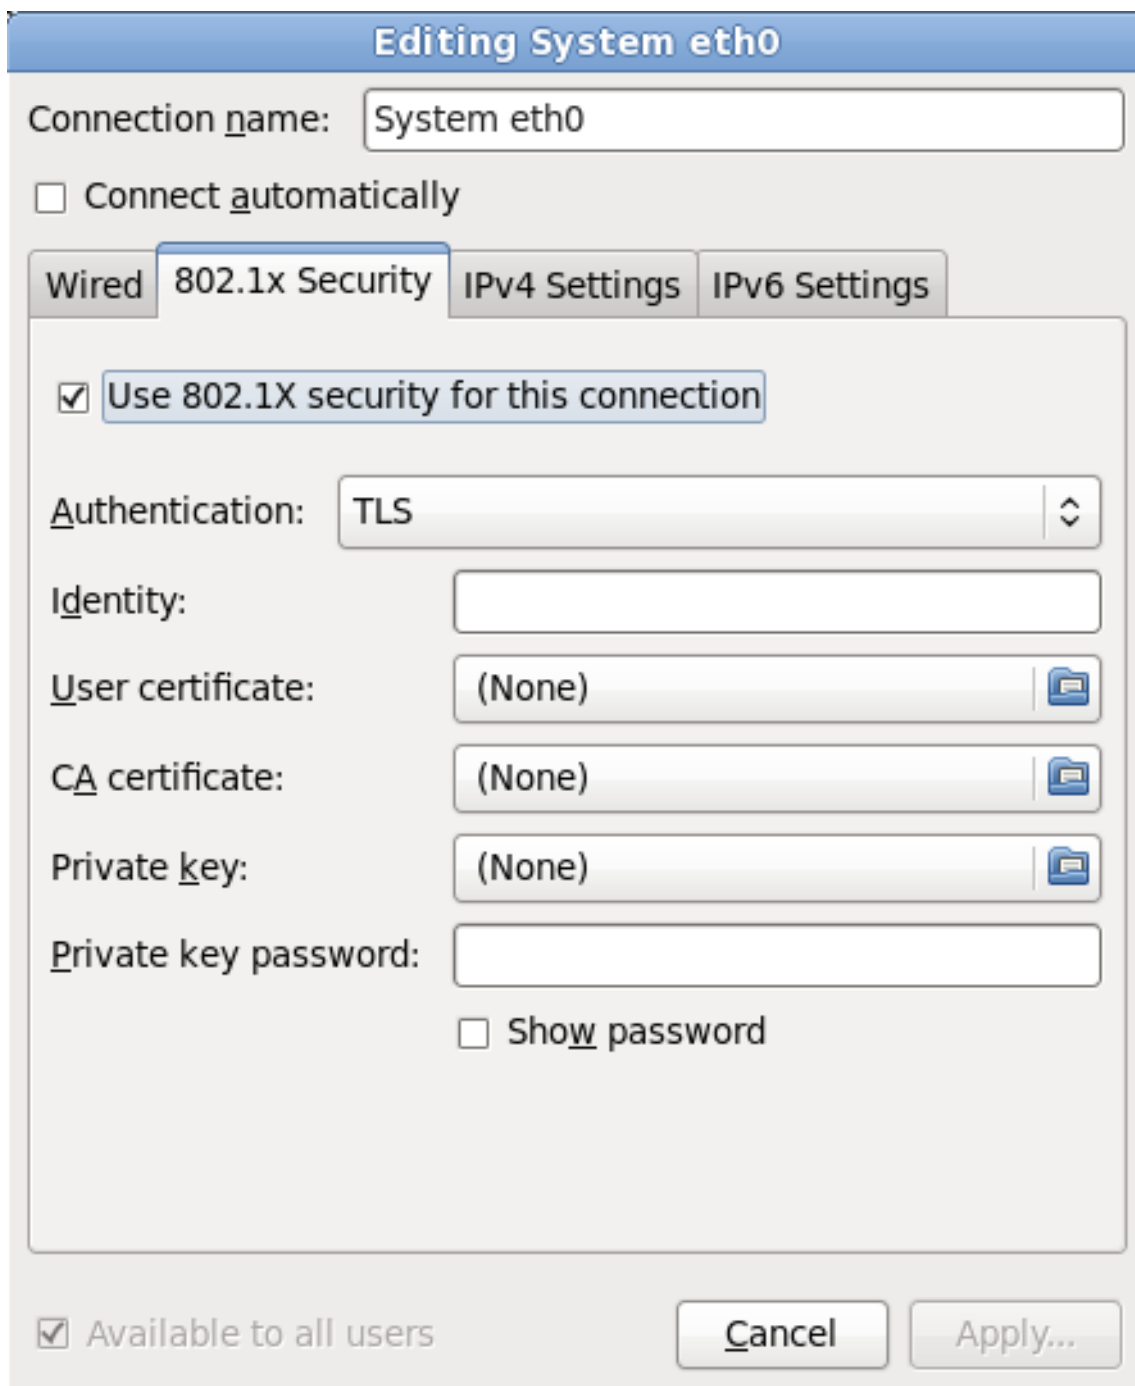 Editing System eth0
Connection name: System eth0
Connect automatically
Wired 802.1x Security IPv4 Settings IPv6 Settings
Use 802.1X security for this connection
Authentication: TLS
Identity:
User certificate: (None)
CA certificate: (None)
Private key: (None)
Private key password:
Show password
Available to all users Cancel Apply...